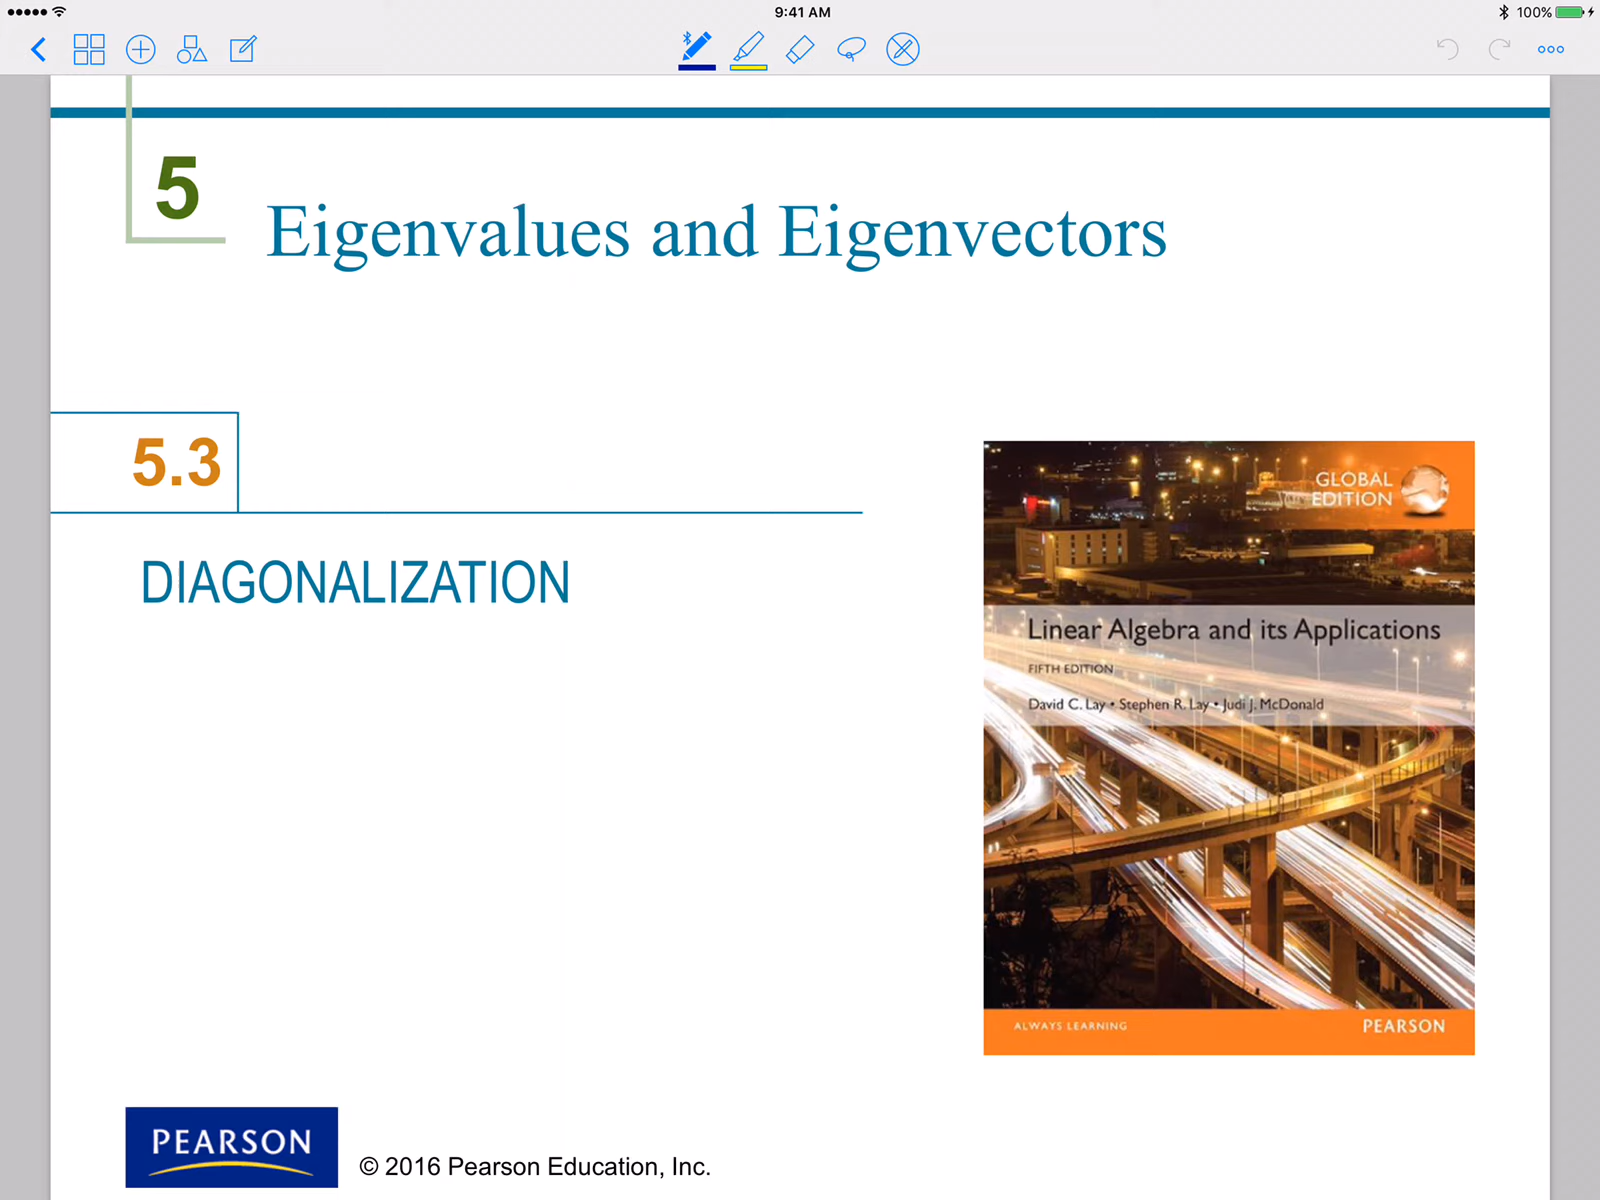 9:41 AM
100%
5
Eigenvalues and Eigenvectors
5.3
DIAGONALIZATION
GLOBAL
EDITION
Linear Algebra and its Applications
FIFTH EDITION
David C. Lay • Stephen R. Lay • Judi J. McDonald
ALWAYS LEARNING
PEARSON
PEARSON
© 2016 Pearson Education, Inc.